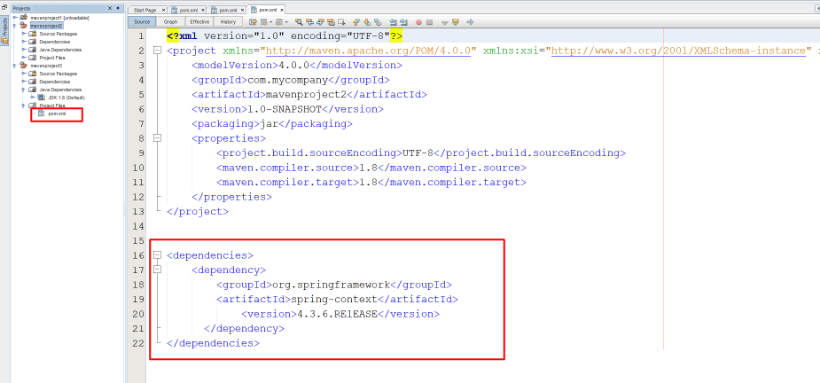 Projects
mavenproject1 [unloadable]
mavenproject2
Source Packages
Dependencies
Java Dependencies
Project Files
mavenproject3
Source Packages
Dependencies
Java Dependencies
JDK 1.8 (Default)
Project Files
pom.xml
Projects
Start Page
pom.xml
pom.xml
pom.xml
Source
Graph
Effective
History
1 <?xml version="1.0" encoding="UTF-8"?>
2 <project xmlns="http://maven.apache.org/POM/4.0.0" xmlns:xsi="http://www.w3.org/2001/XMLSchema-instance"
3 <modelVersion>4.0.0</modelVersion>
4 <groupId>com.mycompany</groupId>
5 <artifactId>mavenproject2</artifactId>
6 <version>1.0-SNAPSHOT</version>
7 <packaging>jar</packaging>
8 <properties>
9 <project.build.sourceEncoding>UTF-8</project.build.sourceEncoding>
10 <maven.compiler.source>1.8</maven.compiler.source>
11 <maven.compiler.target>1.8</maven.compiler.target>
12 </properties>
13 </project>
14
15
16 <dependencies>
17 <dependency>
18 <groupId>org.springframework</groupId>
19 <artifactId>spring-context</artifactId>
20 <version>4.3.6.RElEASE</version>
21 </dependency>
22 </dependencies>